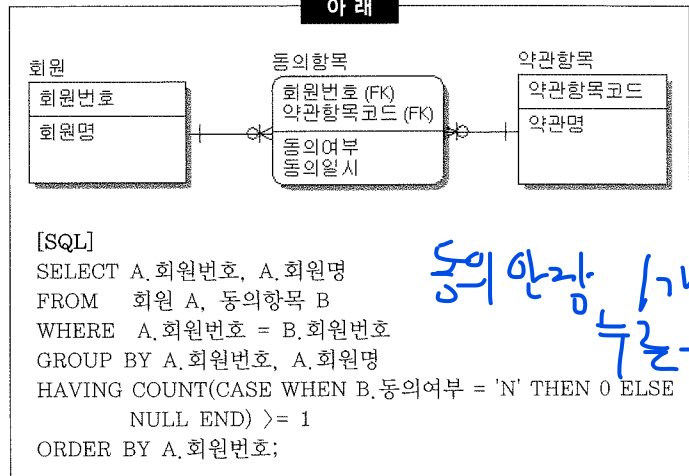 아 래
회원
동의항목
약관항목
회원번호
회원명
회원번호 (FK)
약관항목코드 (FK)
동의여부
동의일시
약관항목코드
약관명
[SQL]
SELECT A.회원번호, A.회원명
FROM 회원 A, 동의항목 B
WHERE A.회원번호 = B.회원번호
GROUP BY A.회원번호, A.회원명
HAVING COUNT(CASE WHEN B.동의여부 = 'N' THEN 0 ELSE
NULL END) >= 1
ORDER BY A.회원번호;
동의 안한 1개